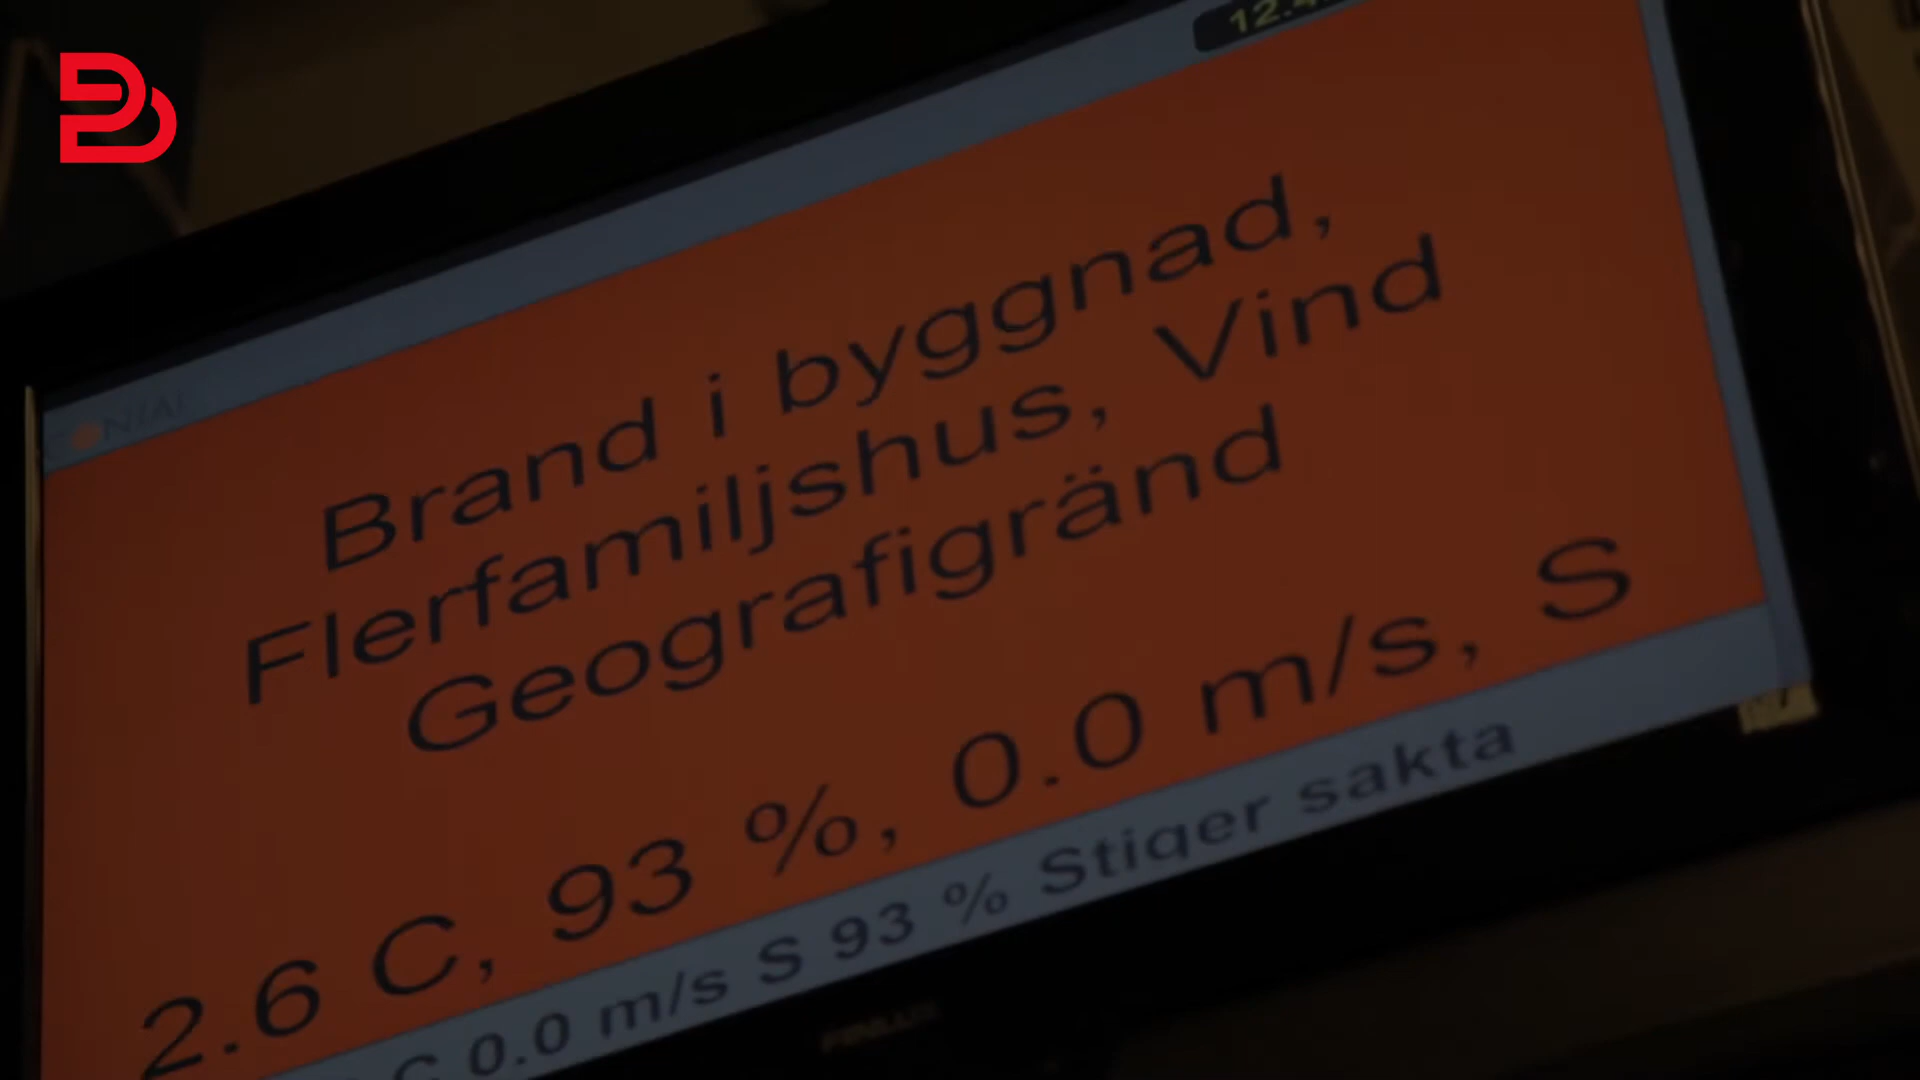 Brand i byggnad,
Flerfamiljshus, Vind
Geografigränd
2.6 C, 93 %, 0.0 m/s, S
C 0.0 m/s S 93 % Stiger sakta